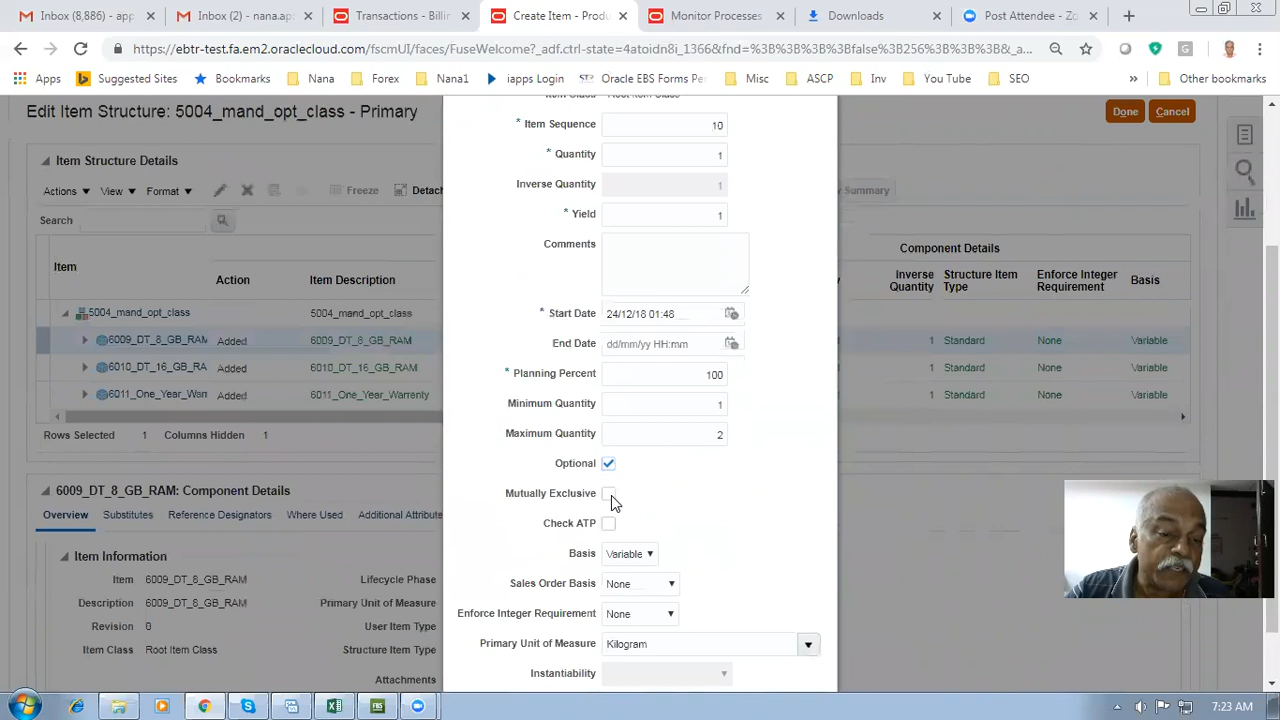 Inbox (6,886) - app
Inbox (2) - nana.ap
Transactions - Billin
Create Item - Produ
Monitor Processes
Downloads
Post Attendee - Zo
https://ebtr-test.fa.em2.oraclecloud.com/fscmUI/faces/FuseWelcome?_adf.ctrl-state=4atoidn8i_1366&fnd=%3B%3B%3B%3Bfalse%3B256%3B%3B%3B&_a...
Apps
Suggested Sites
Bookmarks
Nana
Forex
Nana1
iapps Login
Oracle EBS Forms Per
Misc
ASCP
Inv
You Tube
SEO
Other bookmarks
Edit Item Structure: 5004_mand_opt_class - Primary
Done
Cancel
Item Structure Details
Actions View Format Freeze Detach
Summary
Search
Item
Action
Item Description
Component Details
Inverse Quantity
Structure Item Type
Enforce Integer Requirement
Basis
5004_mand_opt_class 5004_mand_opt_class
6009_DT_8_GB_RAM Added 6009_DT_8_GB_RAM 1 Standard None Variable
6010_DT_16_GB_RA Added 6010_DT_16_GB_RAM 1 Standard None Variable
6011_One_Year_Warr Added 6011_One_Year_Warrenty 1 Standard None Variable
Rows Selected 1 Columns Hidden 1
6009_DT_8_GB_RAM: Component Details
Overview Substitutes Reference Designators Where Used Additional Attribute
Item Information
Item 6009_DT_8_GB_RAM Lifecycle Phase
Description 6009_DT_8_GB_RAM Primary Unit of Measure
Revision 0 User Item Type
Item Class Root Item Class Structure Item Type
Attachments
Item Class Root Item Class
* Item Sequence 10
* Quantity 1
Inverse Quantity 1
* Yield 1
Comments
* Start Date 24/12/18 01:48
End Date dd/mm/yy HH:mm
* Planning Percent 100
Minimum Quantity 1
Maximum Quantity 2
Optional
Mutually Exclusive
Check ATP
Basis Variable
Sales Order Basis None
Enforce Integer Requirement None
Primary Unit of Measure Kilogram
Instantiability
7:23 AM